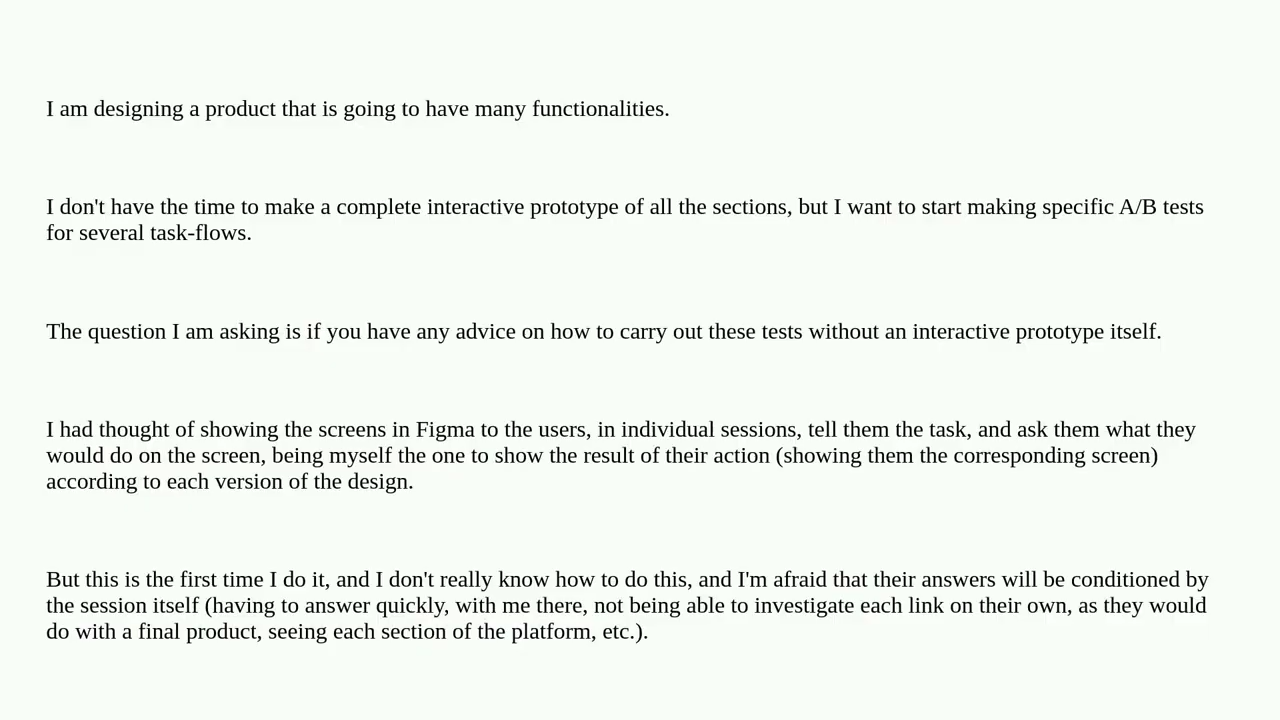 I am designing a product that is going to have many functionalities.
I don't have the time to make a complete interactive prototype of all the sections, but I want to start making specific A/B tests
for several task-flows.
The question I am asking is if you have any advice on how to carry out these tests without an interactive prototype itself.
I had thought of showing the screens in Figma to the users, in individual sessions, tell them the task, and ask them what they
would do on the screen, being myself the one to show the result of their action (showing them the corresponding screen)
according to each version of the design.
But this is the first time I do it, and I don't really know how to do this, and I'm afraid that their answers will be conditioned by
the session itself (having to answer quickly, with me there, not being able to investigate each link on their own, as they would
do with a final product, seeing each section of the platform, etc.).